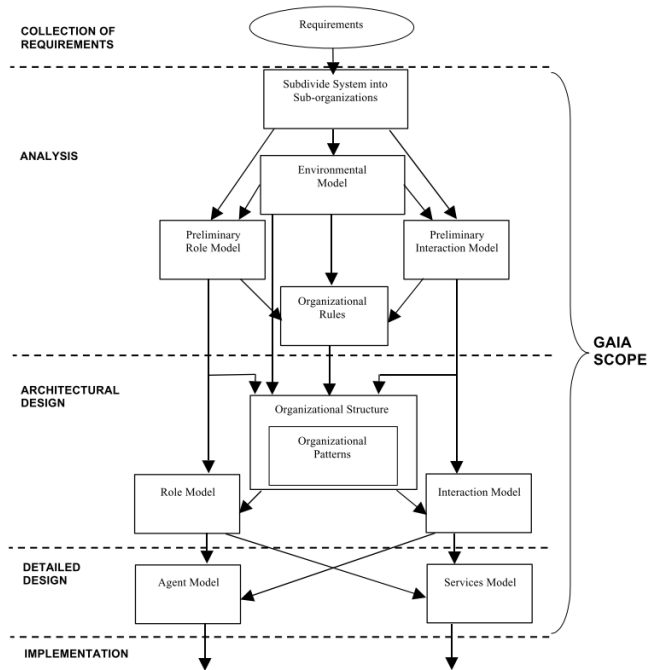 COLLECTION OF
REQUIREMENTS
Requirements
Subdivide System into
Sub-organizations
ANALYSIS
Environmental
Model
Preliminary
Role Model
Preliminary
Interaction Model
Organizational
Rules
GAIA
SCOPE
ARCHITECTURAL
DESIGN
Organizational Structure
Organizational
Patterns
Role Model
Interaction Model
DETAILED
DESIGN
Agent Model
Services Model
IMPLEMENTATION